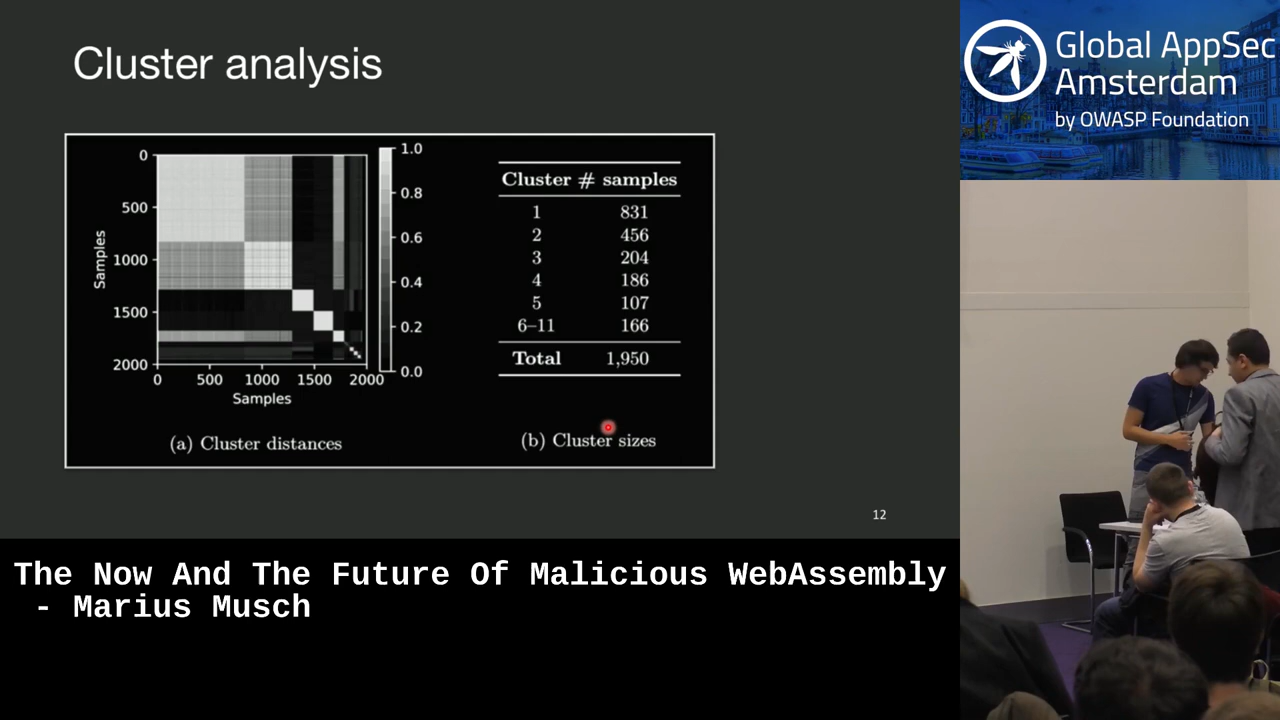 Cluster analysis
0
500
1000
1500
2000
Samples
0 500 1000 1500 2000
Samples
1.0
0.8
0.6
0.4
0.2
0.0
(a) Cluster distances
Cluster # samples
1 831
2 456
3 204
4 186
5 107
6–11 166
Total 1,950
(b) Cluster sizes
12
The Now And The Future Of Malicious WebAssembly
- Marius Musch
Global AppSec
Amsterdam
by OWASP Foundation